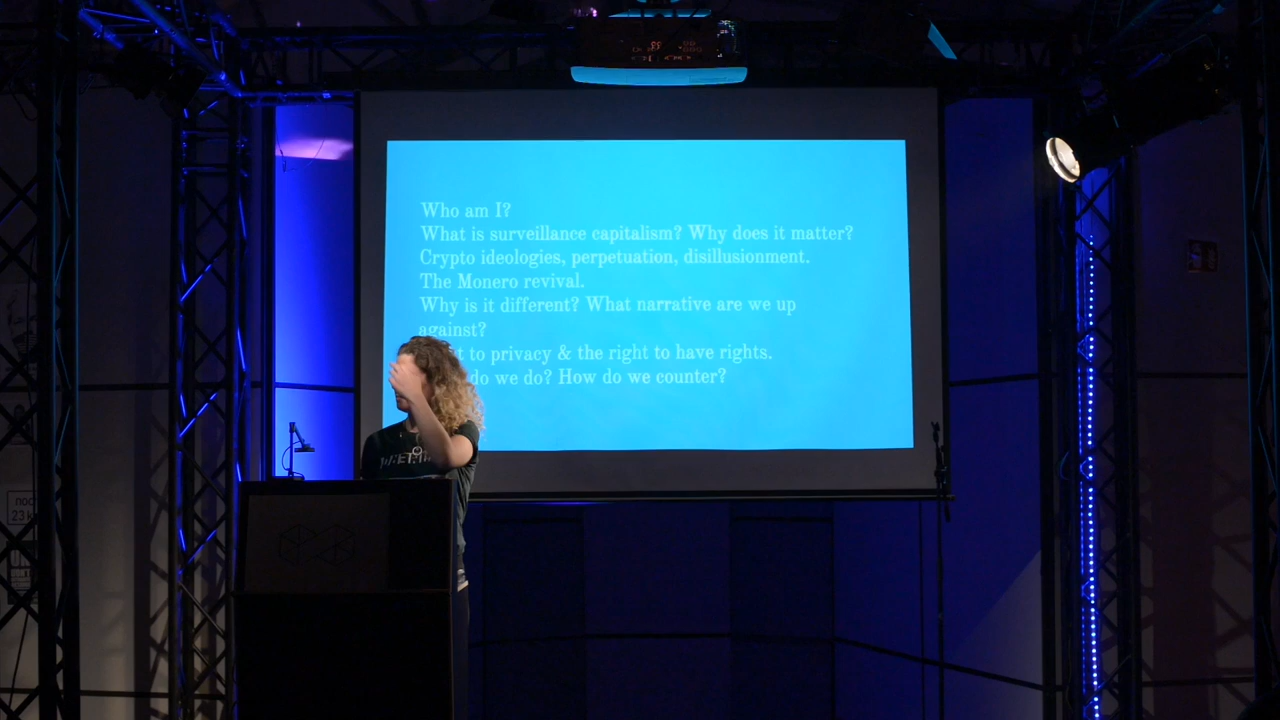 Who am I?
What is surveillance capitalism? Why does it matter?
Crypto ideologies, perpetuation, disillusionment.
The Monero revival.
Why is it different? What narrative are we up
against?
to privacy & the right to have rights.
do we do? How do we counter?
23